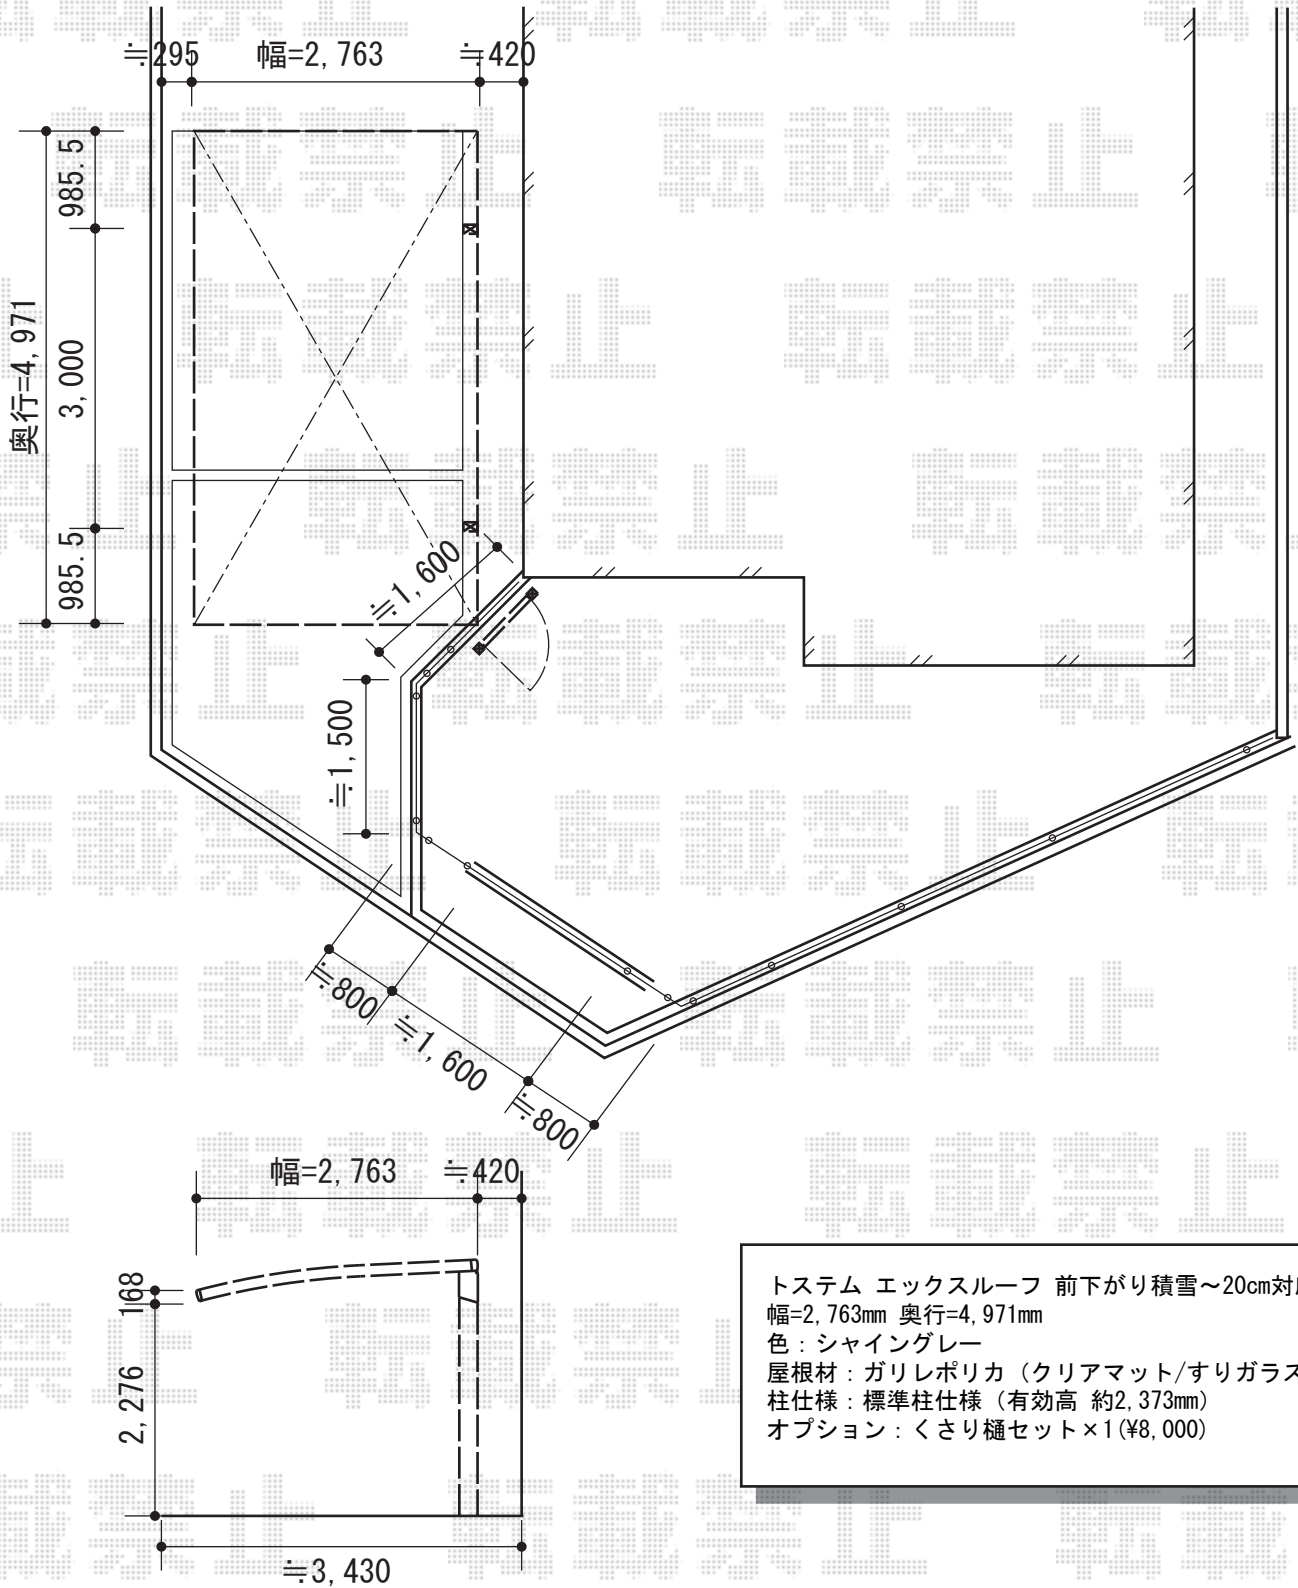 ≒295 幅=2,763 ≒420
985.5
奥行=4,971
3,000
985.5
≒1,600
≒1,500
≒800
≒1,600
≒800
幅=2,763 ≒420
168
2,276
≒3,430
トステム エックスルーフ 前下がり積雪～20cm対
幅=2,763mm 奥行=4,971mm
色：シャイングレー
屋根材：ガリレポリカ（クリアマット/すりガラス
柱仕様：標準柱仕様（有効高 約2,373mm）
オプション：くさり樋セット×1(¥8,000)
転載禁止